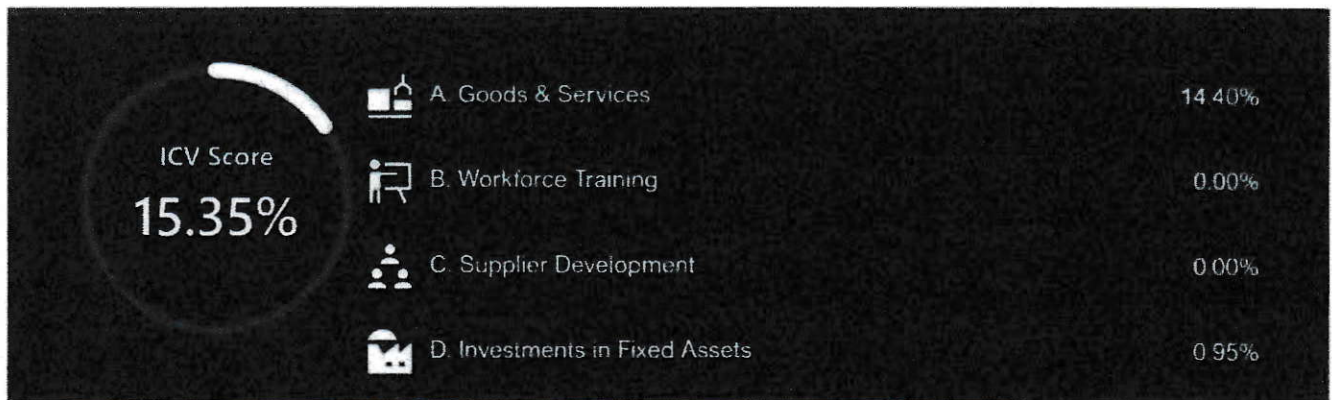 ICV Score
15.35%
A. Goods & Services 14.40%
B. Workforce Training 0.00%
C. Supplier Development 0.00%
D. Investments in Fixed Assets 0.95%